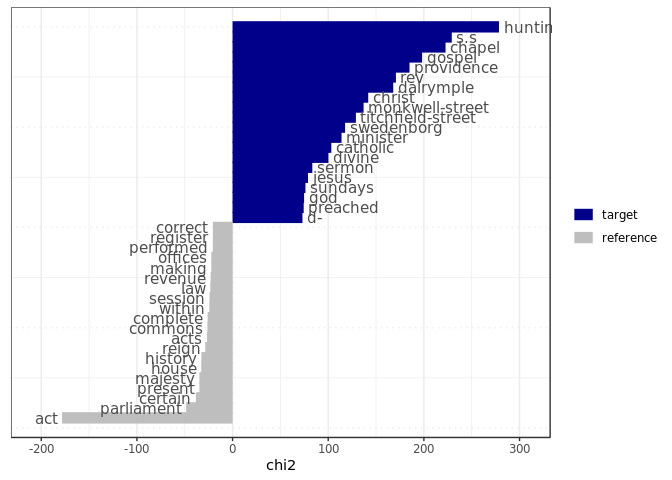 huntin
s.s
chapel
gospel
providence
rev
dalrymple
christ
monkwell-street
titchfield-street
swedenborg
minister
catholic
divine
sermon
jesus
sundays
god
preached
d-
correct
register
performed
offices
making
revenue
law
session
within
complete
commons
acts
reign
history
house
majesty
present
certain
parliament
act
-200 -100 0 100 200 300
chi2
target
reference